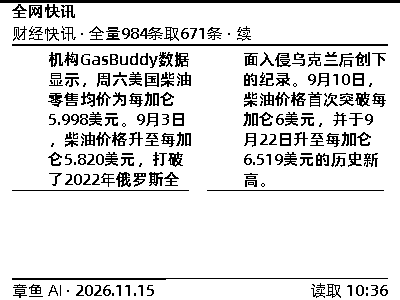 全网快讯
财经快讯 · 全量984条取671条 · 续
机构GasBuddy数据
显示，周六美国柴油
零售均价为每加仑
5.998美元。9月3日
，柴油价格升至每加
仑5.820美元，打破
了2022年俄罗斯全
面入侵乌克兰后创下
的纪录。9月10日，
柴油价格首次突破每
加仑6美元，并于9
月22日升至每加仑
6.519美元的历史新
高。
章鱼 AI · 2026.11.15
读取 10:36